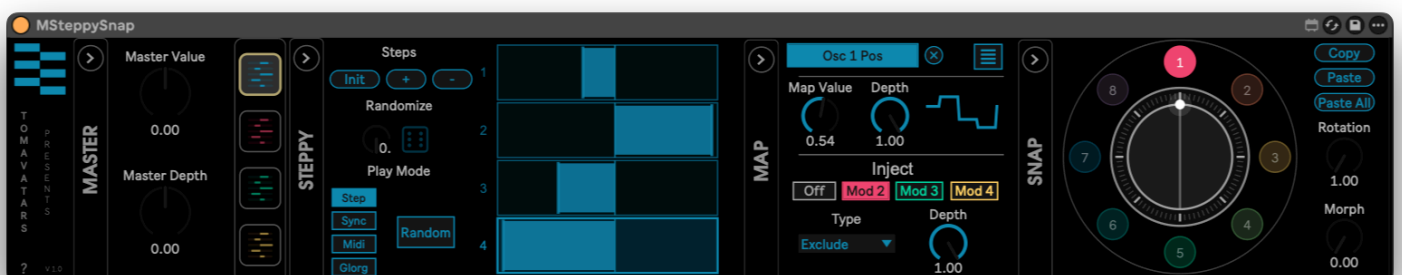 MSteppySnap
TOMAVATARS
PRESENTS
?
V 1.0
MASTER
Master Value
0.00
Master Depth
0.00
STEPPY
Steps
Init
+
-
Randomize
0.
Play Mode
Step
Sync
Midi
Glorg
Random
1
2
3
4
MAP
Osc 1 Pos
Map Value Depth
0.54 1.00
Inject
Off Mod 2 Mod 3 Mod 4
Type
Exclude
Depth
1.00
SNAP
1
2
3
4
5
6
7
8
Copy
Paste
Paste All
Rotation
1.00
Morph
0.00